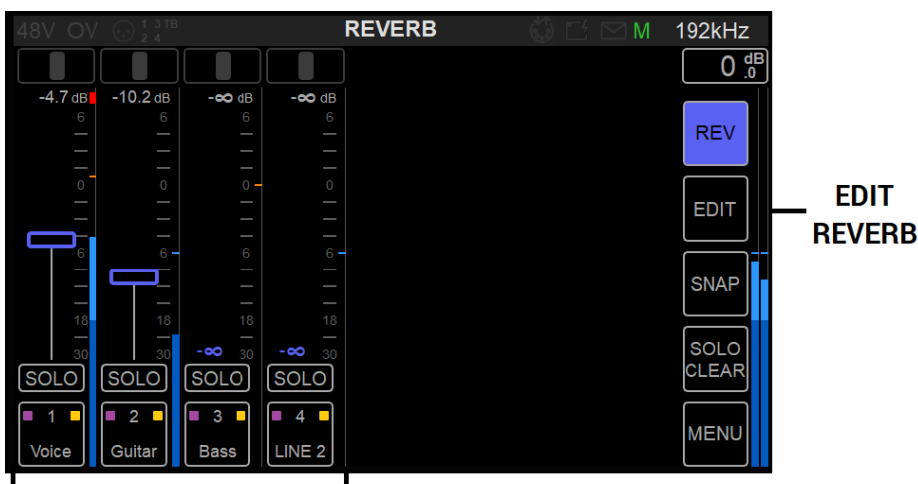 48V OV 1 3 TB REVERB M 192kHz
2 4
0 dB .0
-4.7 dB -10.2 dB -∞ dB -∞ dB
6 6 6 6
REV
0 0 0 0
EDIT
EDIT
REVERB
6 6 6 6
SNAP
18 18 18 18
30 30 -∞ 30 -∞ 30
SOLO
CLEAR
SOLO SOLO SOLO SOLO
1 2 3 4
MENU
Voice Guitar Bass LINE 2